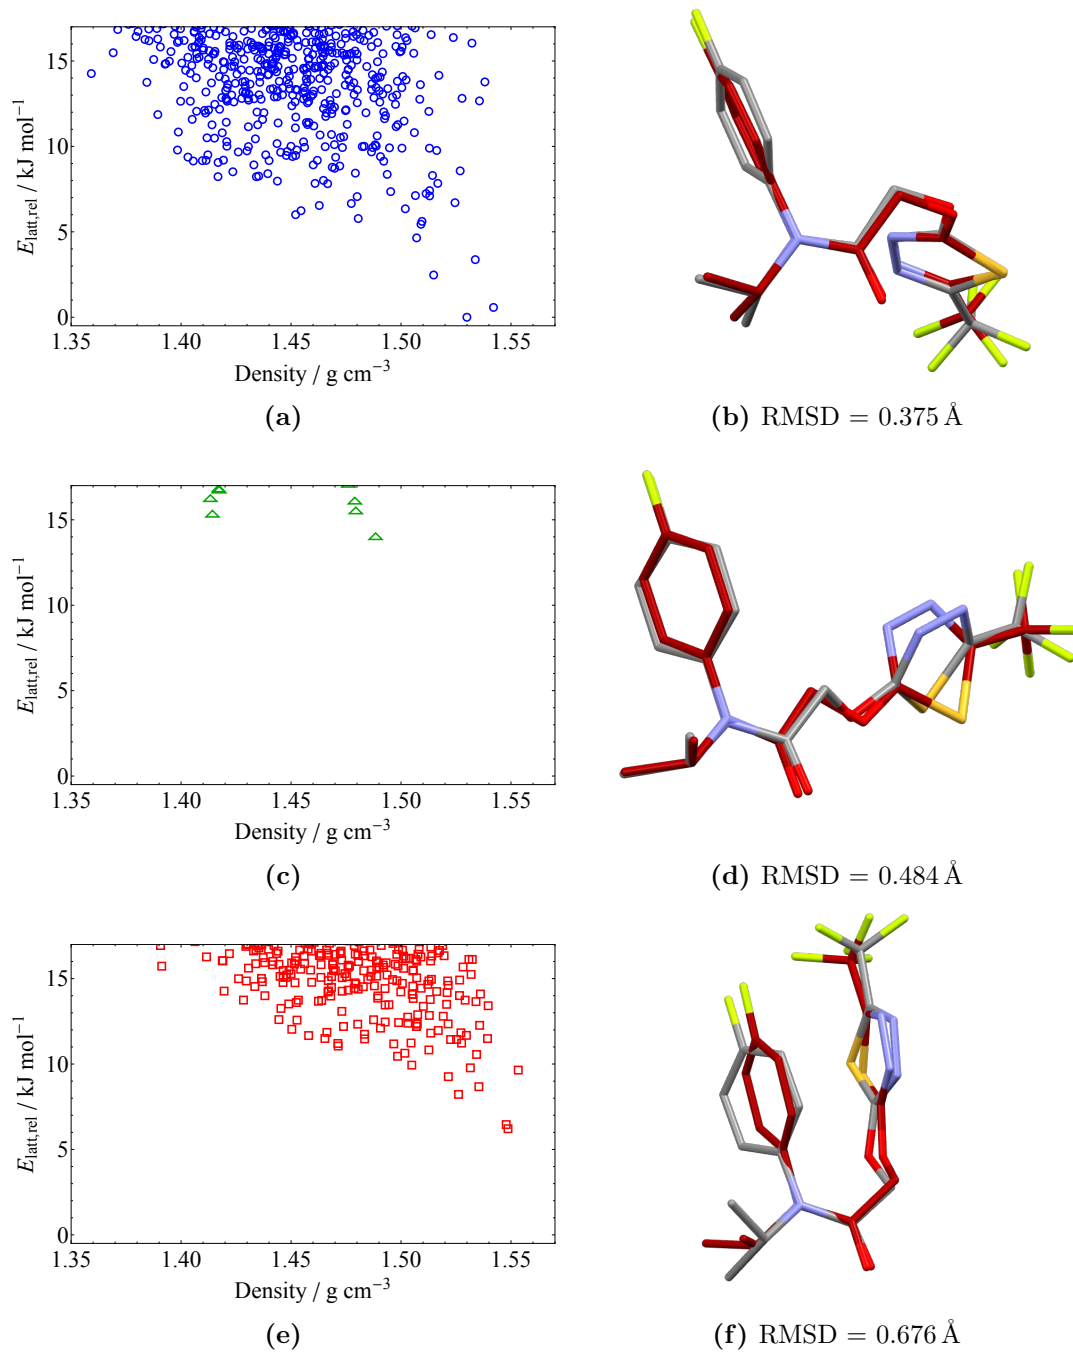 15
10
5
0
E_latt,rel / kJ mol⁻¹
1.35 1.40 1.45 1.50 1.55
Density / g cm⁻³
(a)
(b) RMSD = 0.375 Å
15
10
5
0
E_latt,rel / kJ mol⁻¹
1.35 1.40 1.45 1.50 1.55
Density / g cm⁻³
(c)
(d) RMSD = 0.484 Å
15
10
5
0
E_latt,rel / kJ mol⁻¹
1.35 1.40 1.45 1.50 1.55
Density / g cm⁻³
(e)
(f) RMSD = 0.676 Å